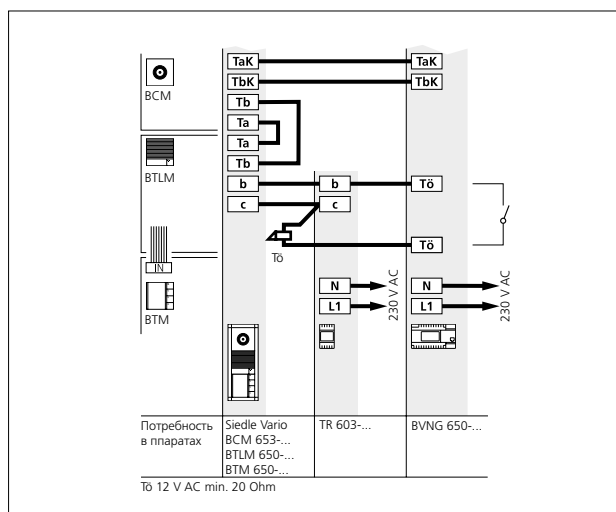 BCM
BTLM
IN
BTM
TaK
TbK
Tb
Ta
Ta
Tb
b
c
Tö
b
c
N
L1
230 V AC
TaK
TbK
Tö
Tö
N
L1
230 V AC
Потребность
в ппаратах
Siedle Vario
BCM 653-...
BTLM 650-...
BTM 650-...
TR 603-...
BVNG 650-...
Tö 12 V AC min. 20 Ohm